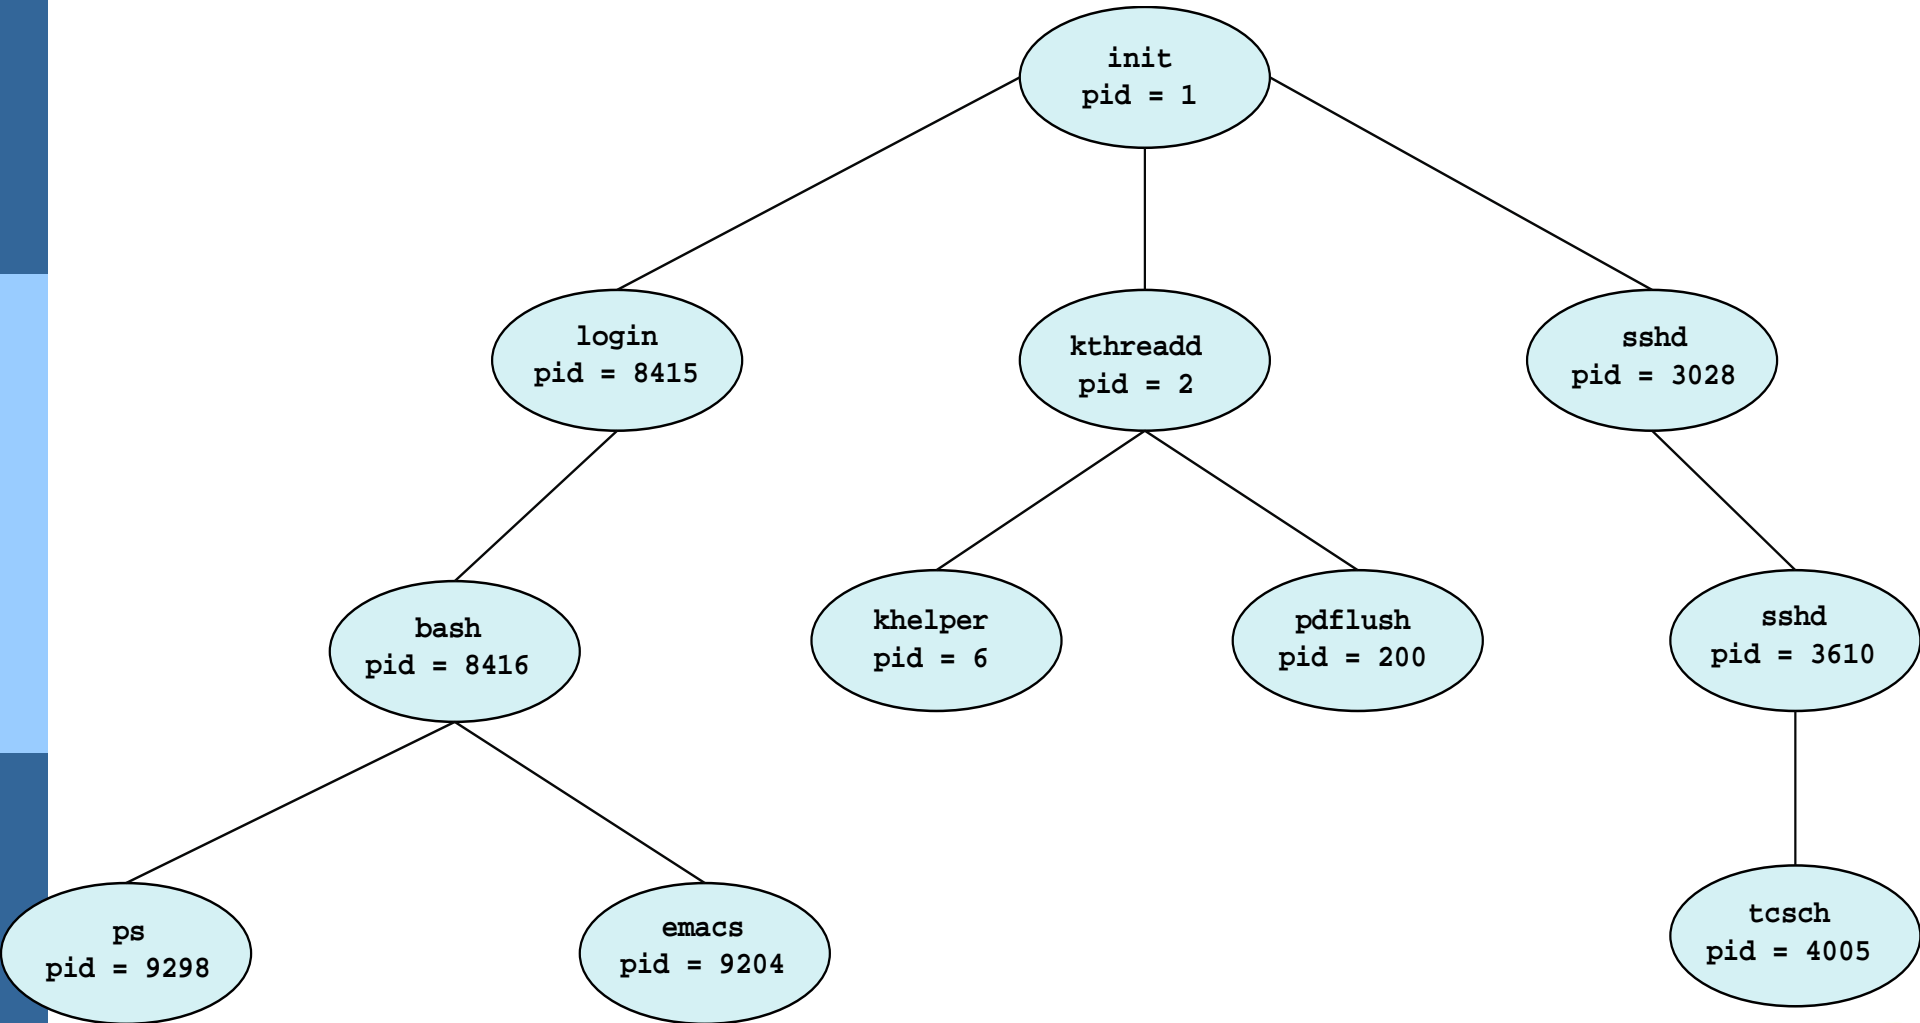 init
pid = 1
login
pid = 8415
kthreadd
pid = 2
sshd
pid = 3028
bash
pid = 8416
khelper
pid = 6
pdflush
pid = 200
sshd
pid = 3610
ps
pid = 9298
emacs
pid = 9204
tcsch
pid = 4005